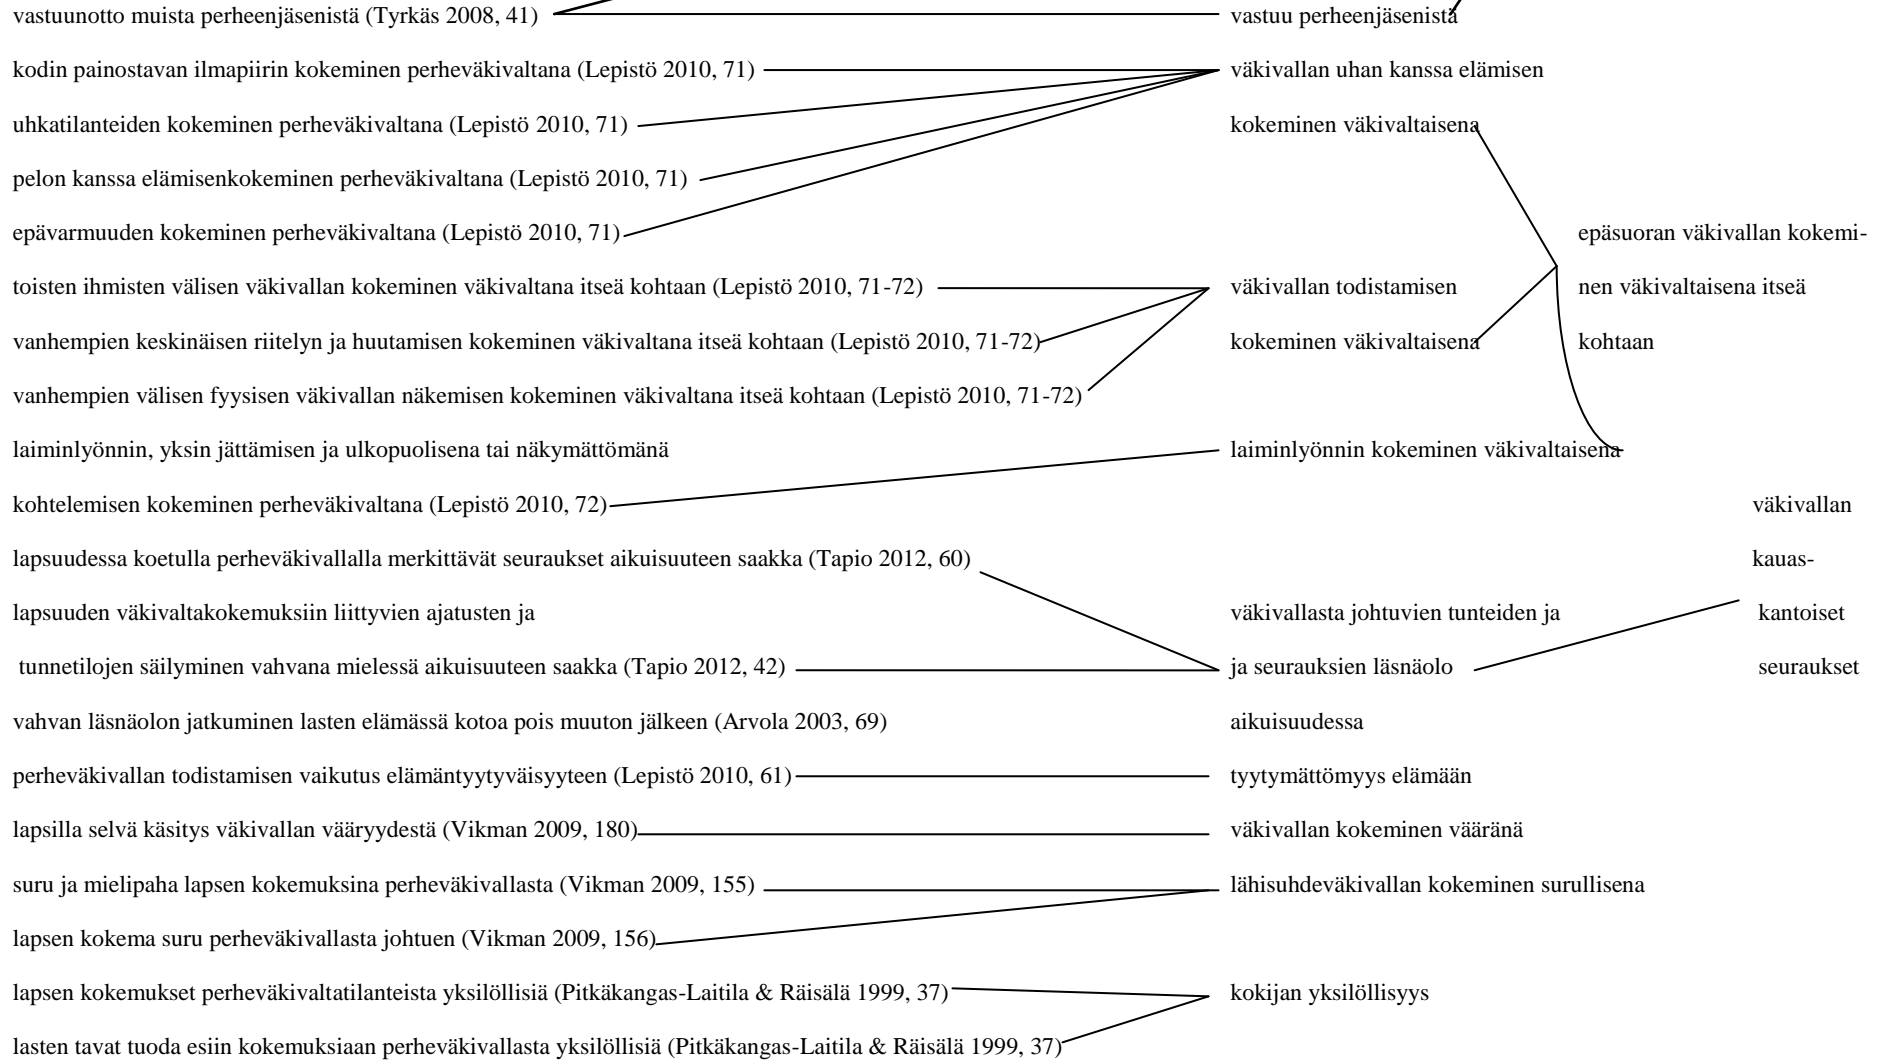 vastuunotto muista perheenjäsenistä (Tyrkäs 2008, 41) vastuu perheenjäsenistä
kodin painostavan ilmapiirin kokeminen perheväkivaltana (Lepistö 2010, 71) väkivallan uhan kanssa elämisen
uhkatilanteiden kokeminen perheväkivaltana (Lepistö 2010, 71) kokeminen väkivaltaisena
pelon kanssa elämisenkokeminen perheväkivaltana (Lepistö 2010, 71)
epävarmuuden kokeminen perheväkivaltana (Lepistö 2010, 71) epäsuoran väkivallan kokemi-
toisten ihmisten välisen väkivallan kokeminen väkivaltana itseä kohtaan (Lepistö 2010, 71-72) väkivallan todistamisen nen väkivaltaisena itseä
vanhempien keskinäisen riitelyn ja huutamisen kokeminen väkivaltana itseä kohtaan (Lepistö 2010, 71-72) kokeminen väkivaltaisena kohtaan
vanhempien välisen fyysisen väkivallan näkemisen kokeminen väkivaltana itseä kohtaan (Lepistö 2010, 71-72)
laiminlyönnin, yksin jättämisen ja ulkopuolisena tai näkymättömänä laiminlyönnin kokeminen väkivaltaisena
kohtelemisen kokeminen perheväkivaltana (Lepistö 2010, 72) väkivallan
lapsuudessa koetulla perheväkivallalla merkittävät seuraukset aikuisuuteen saakka (Tapio 2012, 60) kauas-
lapsuuden väkivaltakokemuksiin liittyvien ajatusten ja väkivallasta johtuvien tunteiden ja kantoiset
tunnetilojen säilyminen vahvana mielessä aikuisuuteen saakka (Tapio 2012, 42) ja seurauksien läsnäolo seuraukset
vahvan läsnäolon jatkuminen lasten elämässä kotoa pois muuton jälkeen (Arvola 2003, 69) aikuisuudessa
perheväkivallan todistamisen vaikutus elämäntyytyväisyyteen (Lepistö 2010, 61) tyytymättömyys elämään
lapsilla selvä käsitys väkivallan vääryydestä (Vikman 2009, 180) väkivallan kokeminen vääränä
suru ja mielipaha lapsen kokemuksina perheväkivallasta (Vikman 2009, 155) lähisuhdeväkivallan kokeminen surullisena
lapsen kokema suru perheväkivallasta johtuen (Vikman 2009, 156)
lapsen kokemukset perheväkivaltatilanteista yksilöllisiä (Pitkäkangas-Laitila & Räisälä 1999, 37) kokijan yksilöllisyys
lasten tavat tuoda esiin kokemuksiaan perheväkivallasta yksilöllisiä (Pitkäkangas-Laitila & Räisälä 1999, 37)